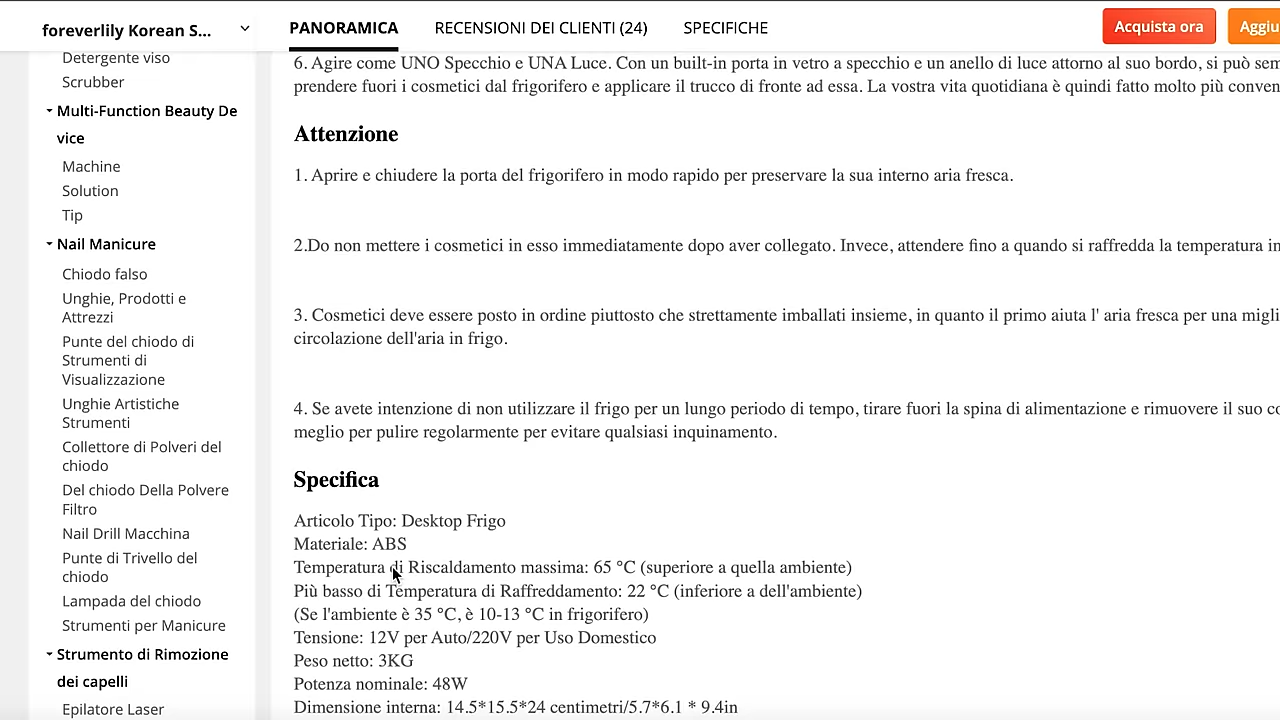 foreverlily Korean S...
PANORAMICA
RECENSIONI DEI CLIENTI (24)
SPECIFICHE
Acquista ora
Aggiu
Detergente viso
Scrubber
Multi-Function Beauty De
vice
Machine
Solution
Tip
Nail Manicure
Chiodo falso
Unghie, Prodotti e
Attrezzi
Punte del chiodo di
Strumenti di
Visualizzazione
Unghie Artistiche
Strumenti
Collettore di Polveri del
chiodo
Del chiodo Della Polvere
Filtro
Nail Drill Macchina
Punte di Trivello del
chiodo
Lampada del chiodo
Strumenti per Manicure
Strumento di Rimozione
dei capelli
Epilatore Laser
6. Agire come UNO Specchio e UNA Luce. Con un built-in porta in vetro a specchio e un anello di luce attorno al suo bordo, si può sem
prendere fuori i cosmetici dal frigorifero e applicare il trucco di fronte ad essa. La vostra vita quotidiana è quindi fatto molto più conven
Attenzione
1. Aprire e chiudere la porta del frigorifero in modo rapido per preservare la sua interno aria fresca.
2.Do non mettere i cosmetici in esso immediatamente dopo aver collegato. Invece, attendere fino a quando si raffredda la temperatura in
3. Cosmetici deve essere posto in ordine piuttosto che strettamente imballati insieme, in quanto il primo aiuta l' aria fresca per una migli
circolazione dell'aria in frigo.
4. Se avete intenzione di non utilizzare il frigo per un lungo periodo di tempo, tirare fuori la spina di alimentazione e rimuovere il suo co
meglio per pulire regolarmente per evitare qualsiasi inquinamento.
Specifica
Articolo Tipo: Desktop Frigo
Materiale: ABS
Temperatura di Riscaldamento massima: 65 °C (superiore a quella ambiente)
Più basso di Temperatura di Raffreddamento: 22 °C (inferiore a dell'ambiente)
(Se l'ambiente è 35 °C, è 10-13 °C in frigorifero)
Tensione: 12V per Auto/220V per Uso Domestico
Peso netto: 3KG
Potenza nominale: 48W
Dimensione interna: 14.5*15.5*24 centimetri/5.7*6.1 * 9.4in